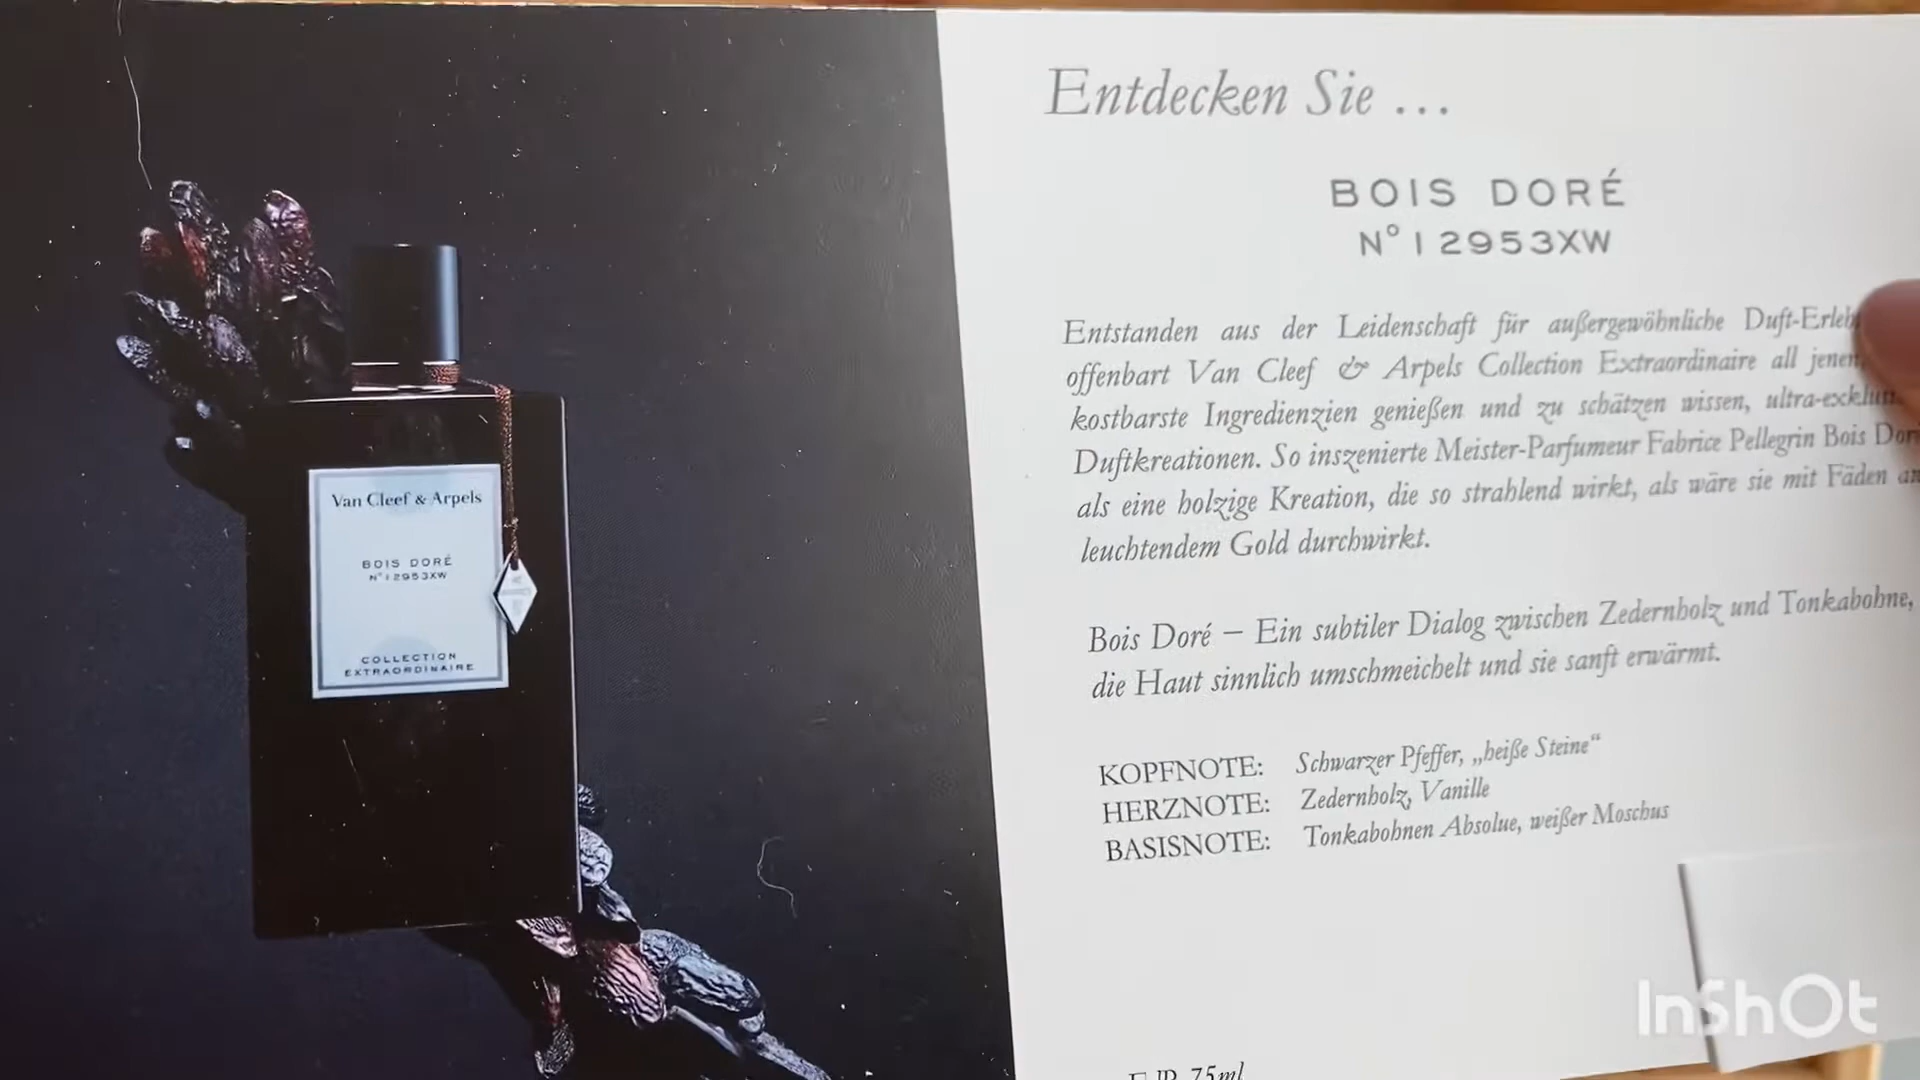 Van Cleef & Arpels
BOIS DORÉ
N° 12953XW
COLLECTION
EXTRAORDINAIRE
Entdecken Sie ...
BOIS DORÉ
N° 12953XW
Entstanden aus der Leidenschaft für außergewöhnliche
offenbart Van Cleef & Arpels Collection Extraordinaire all jenen,
kostbarste Ingredienzien genießen und zu schätzen wissen,
Duftkreationen. So inszenierte Meister-Parfumeur Fabrice Pellegrin Bois
als eine holzige Kreation, die so strahlend wirkt, als wäre sie mit Fäden
leuchtendem Gold durchwirkt.
Bois Doré – Ein subtiler Dialog zwischen Zedernholz und Tonkabohne,
die Haut sinnlich umschmeichelt und sie sanft erwärmt.
KOPFNOTE: Schwarzer Pfeffer, „heiße Steine“
HERZNOTE: Zedernholz, Vanille
BASISNOTE: Tonkabohnen Absolue, weißer Moschus
75ml
InShOt